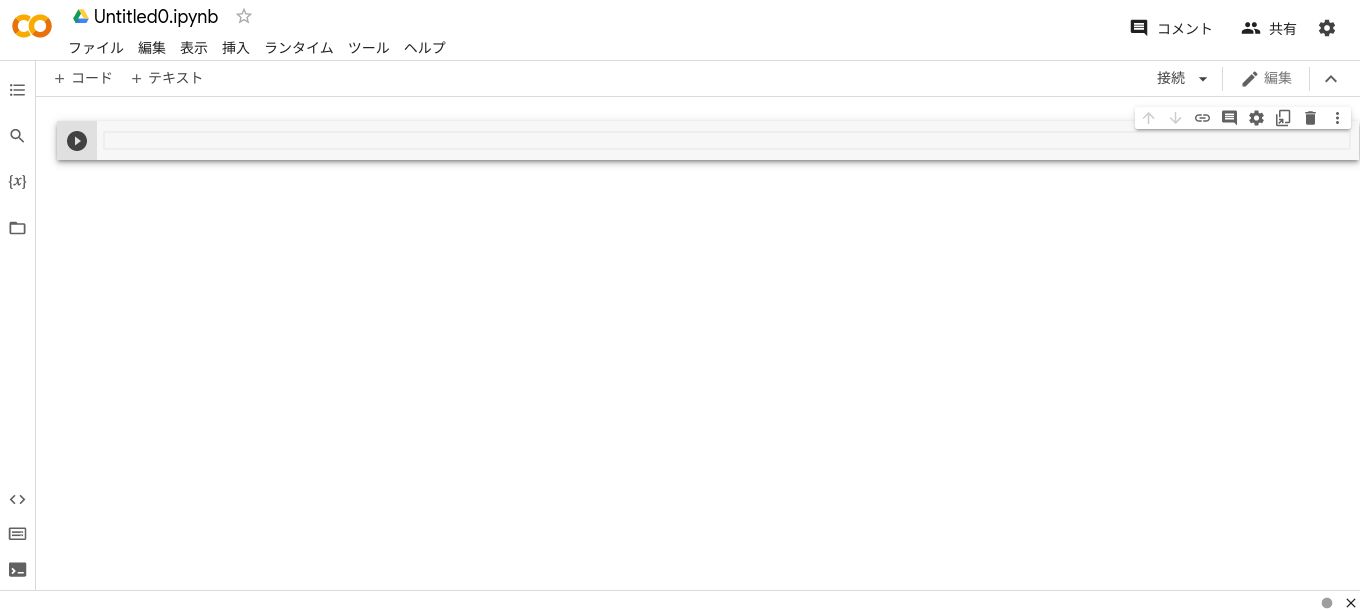 Untitled0.ipynb
ファイル 編集 表示 挿入 ランタイム ツール ヘルプ
コメント 共有
+ コード + テキスト
接続 編集
{x}